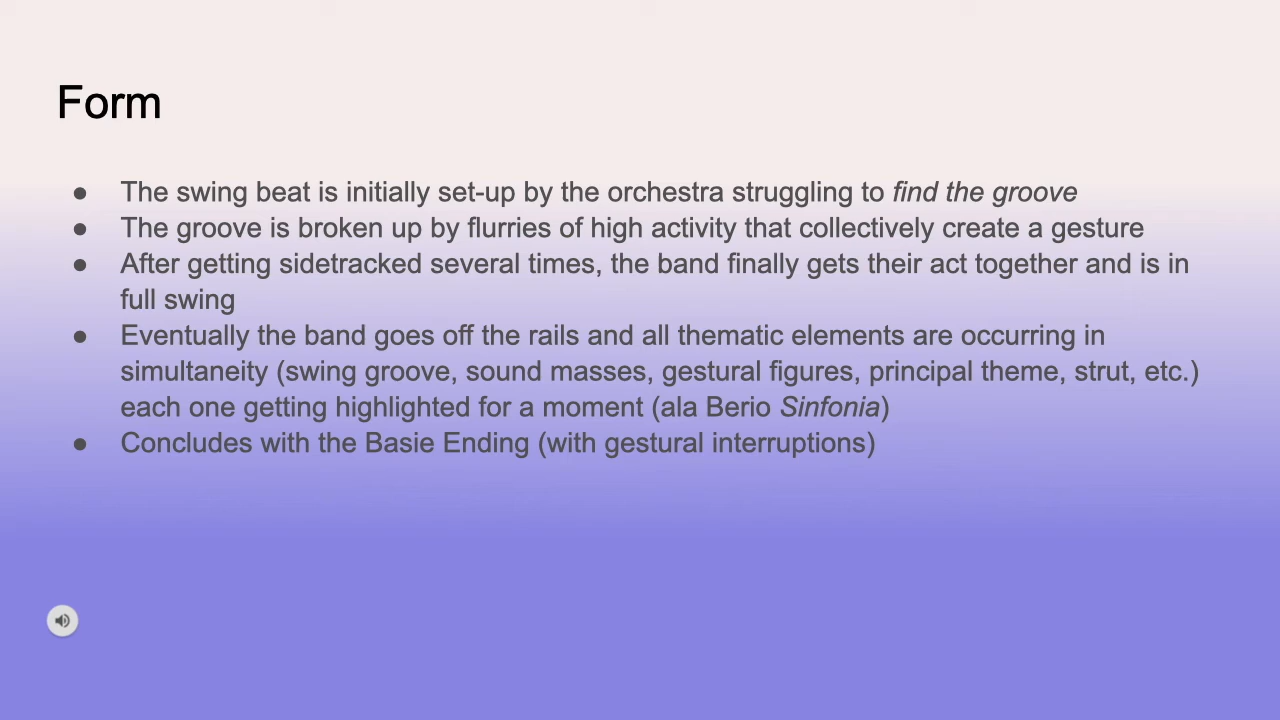 Form
● The swing beat is initially set-up by the orchestra struggling to find the groove
● The groove is broken up by flurries of high activity that collectively create a gesture
● After getting sidetracked several times, the band finally gets their act together and is in
full swing
● Eventually the band goes off the rails and all thematic elements are occurring in
simultaneity (swing groove, sound masses, gestural figures, principal theme, strut, etc.)
each one getting highlighted for a moment (ala Berio Sinfonia)
● Concludes with the Basie Ending (with gestural interruptions)